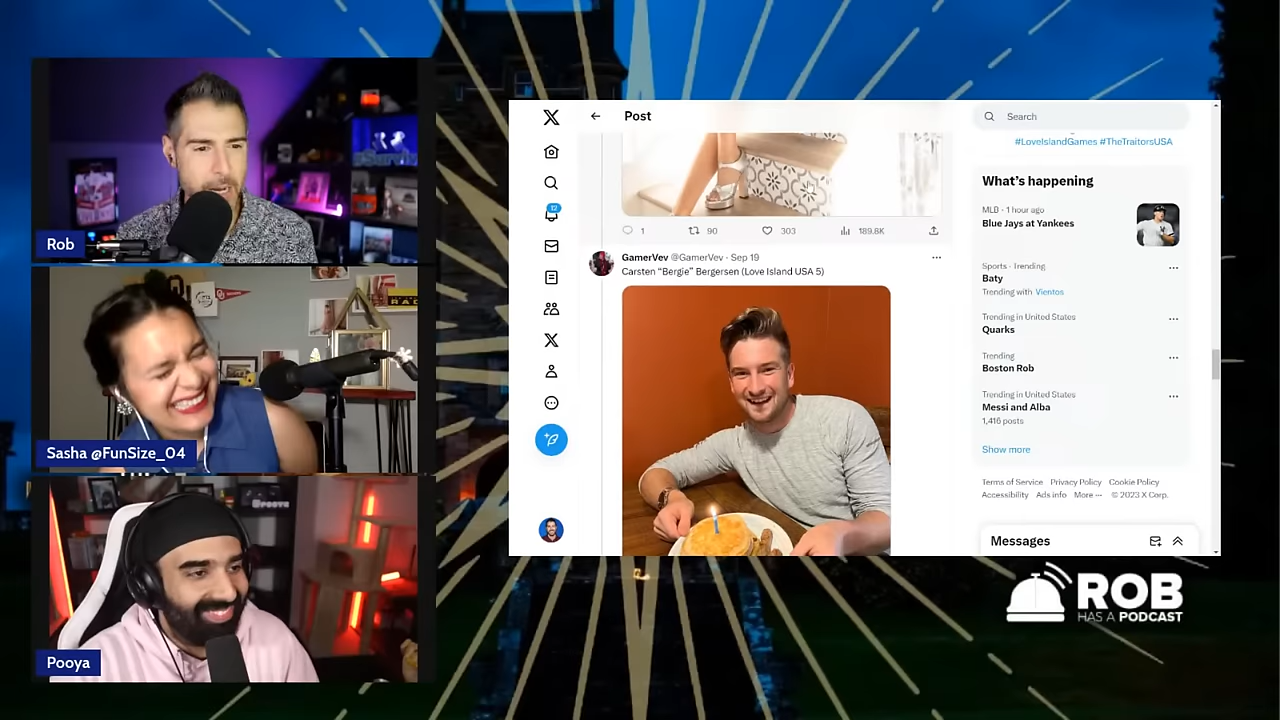 Rob
Sasha @FunSize_04
Pooya
@POOYA
Post
Search
#LoveIslandGames #TheTraitorsUSA
What's happening
MLB · 1 hour ago
Blue Jays at Yankees
Sports · Trending
Baty
Trending with Vientos
Trending in United States
Quarks
Trending
Boston Rob
Trending in United States
Messi and Alba
1,416 posts
Show more
Terms of Service Privacy Policy Cookie Policy
Accessibility Ads info More ··· © 2023 X Corp.
Messages
1 90 303 189.8K
GamerVev @GamerVev · Sep 19
Carsten “Bergie” Bergersen (Love Island USA 5)
12
ROB
HAS A PODCAST